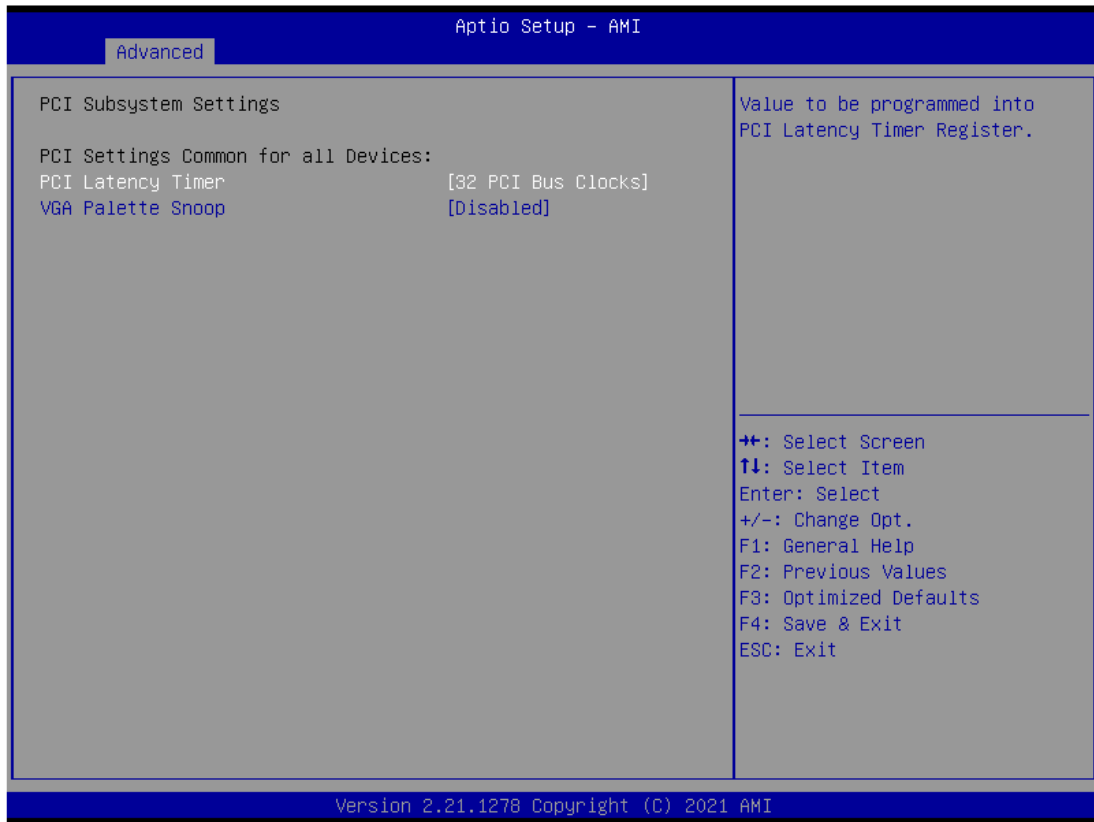 Aptio Setup – AMI
Advanced
PCI Subsystem Settings
PCI Settings Common for all Devices:
PCI Latency Timer [32 PCI Bus Clocks]
VGA Palette Snoop [Disabled]
Value to be programmed into
PCI Latency Timer Register.
→←: Select Screen
↑↓: Select Item
Enter: Select
+/-: Change Opt.
F1: General Help
F2: Previous Values
F3: Optimized Defaults
F4: Save & Exit
ESC: Exit
Version 2.21.1278 Copyright (C) 2021 AMI